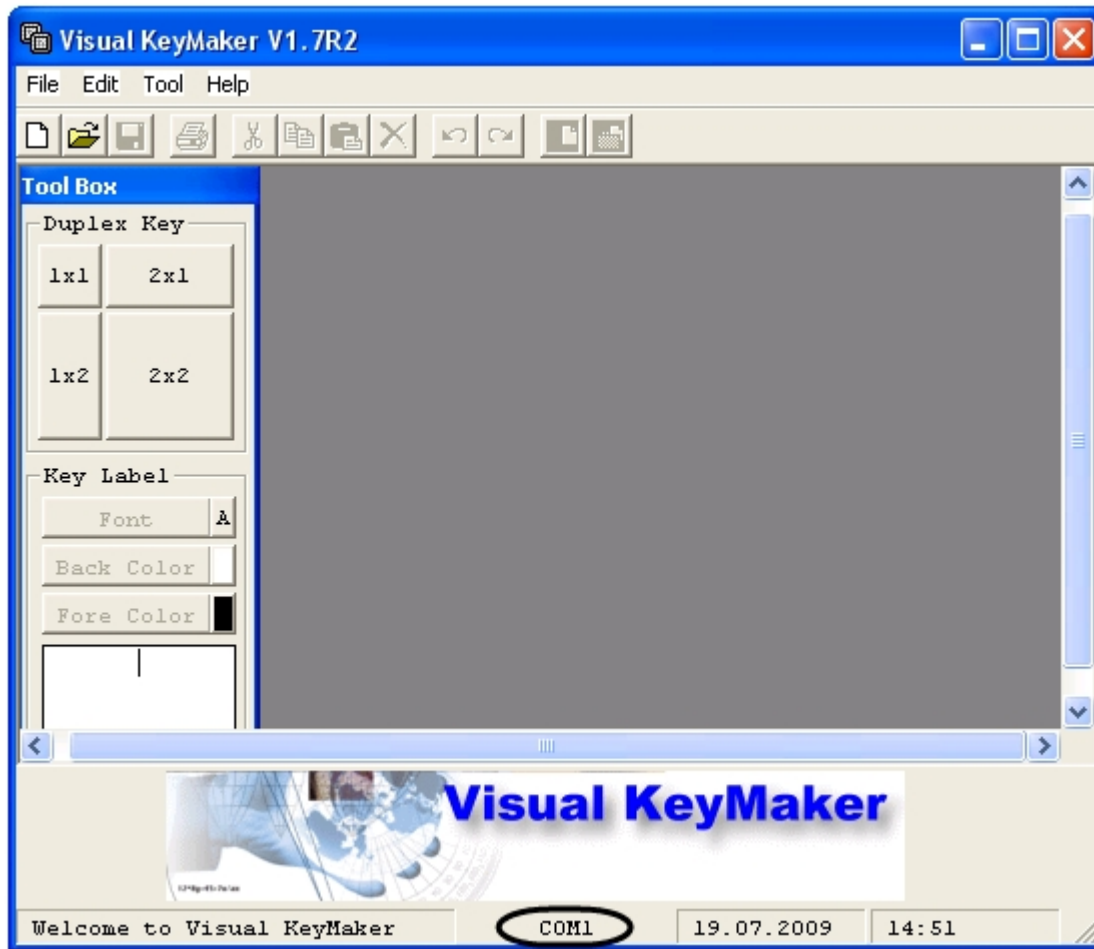 Visual KeyMaker V1.7R2
File Edit Tool Help
Tool Box
Duplex Key
1x1 2x1
1x2 2x2
Key Label
Font A
Back Color
Fore Color
Visual KeyMaker
Welcome to Visual KeyMaker COM1 19.07.2009 14:51